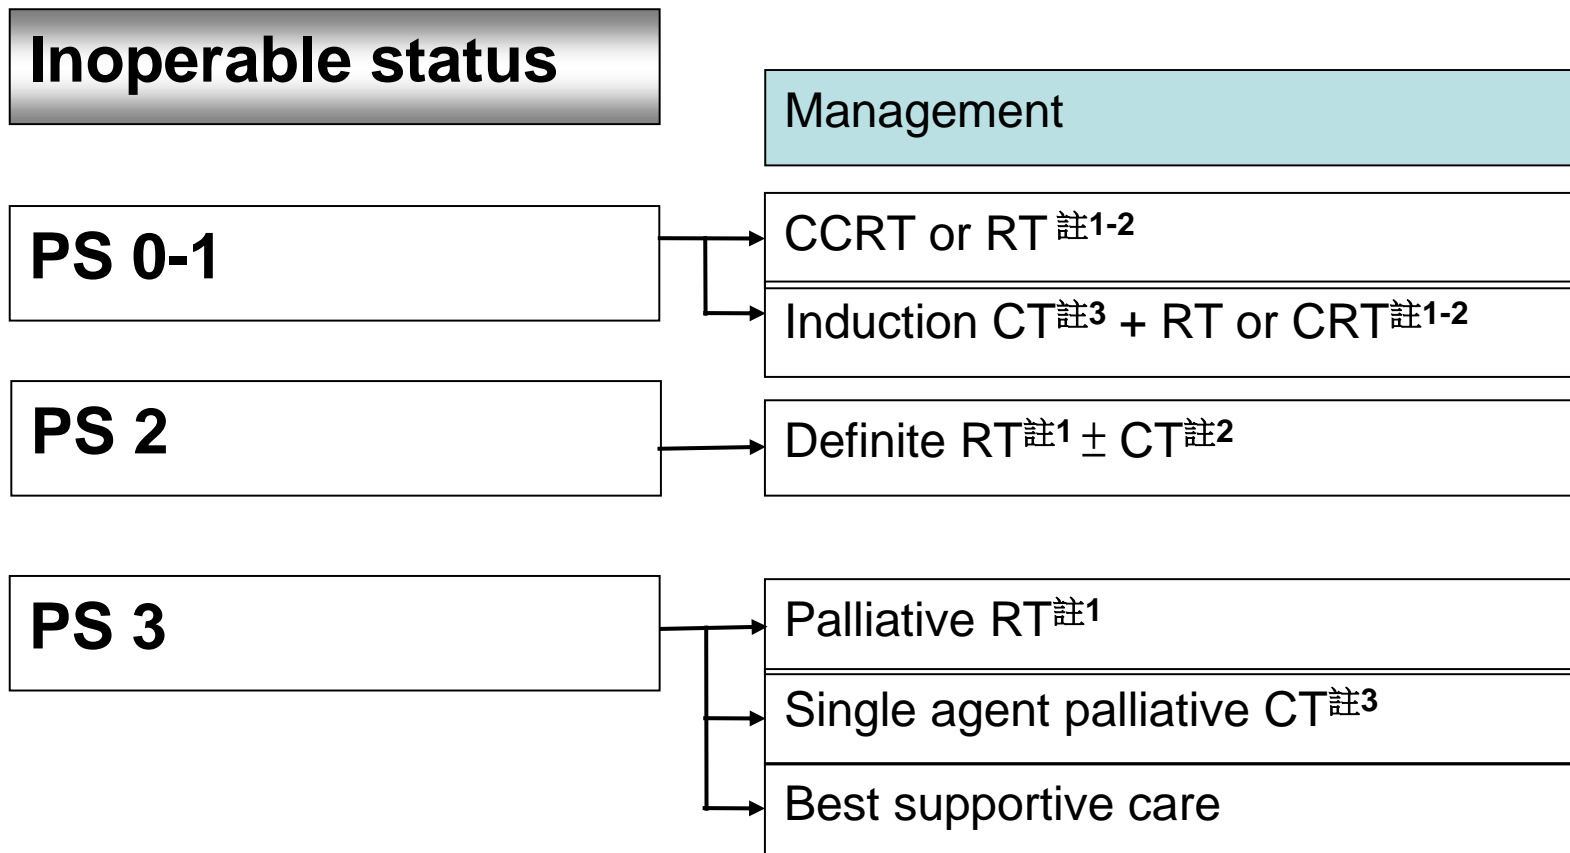 Inoperable status
Management
PS 0-1
CCRT or RT 註1-2
Induction CT註3 + RT or CRT註1-2
PS 2
Definite RT註1 ± CT註2
PS 3
Palliative RT註1
Single agent palliative CT註3
Best supportive care